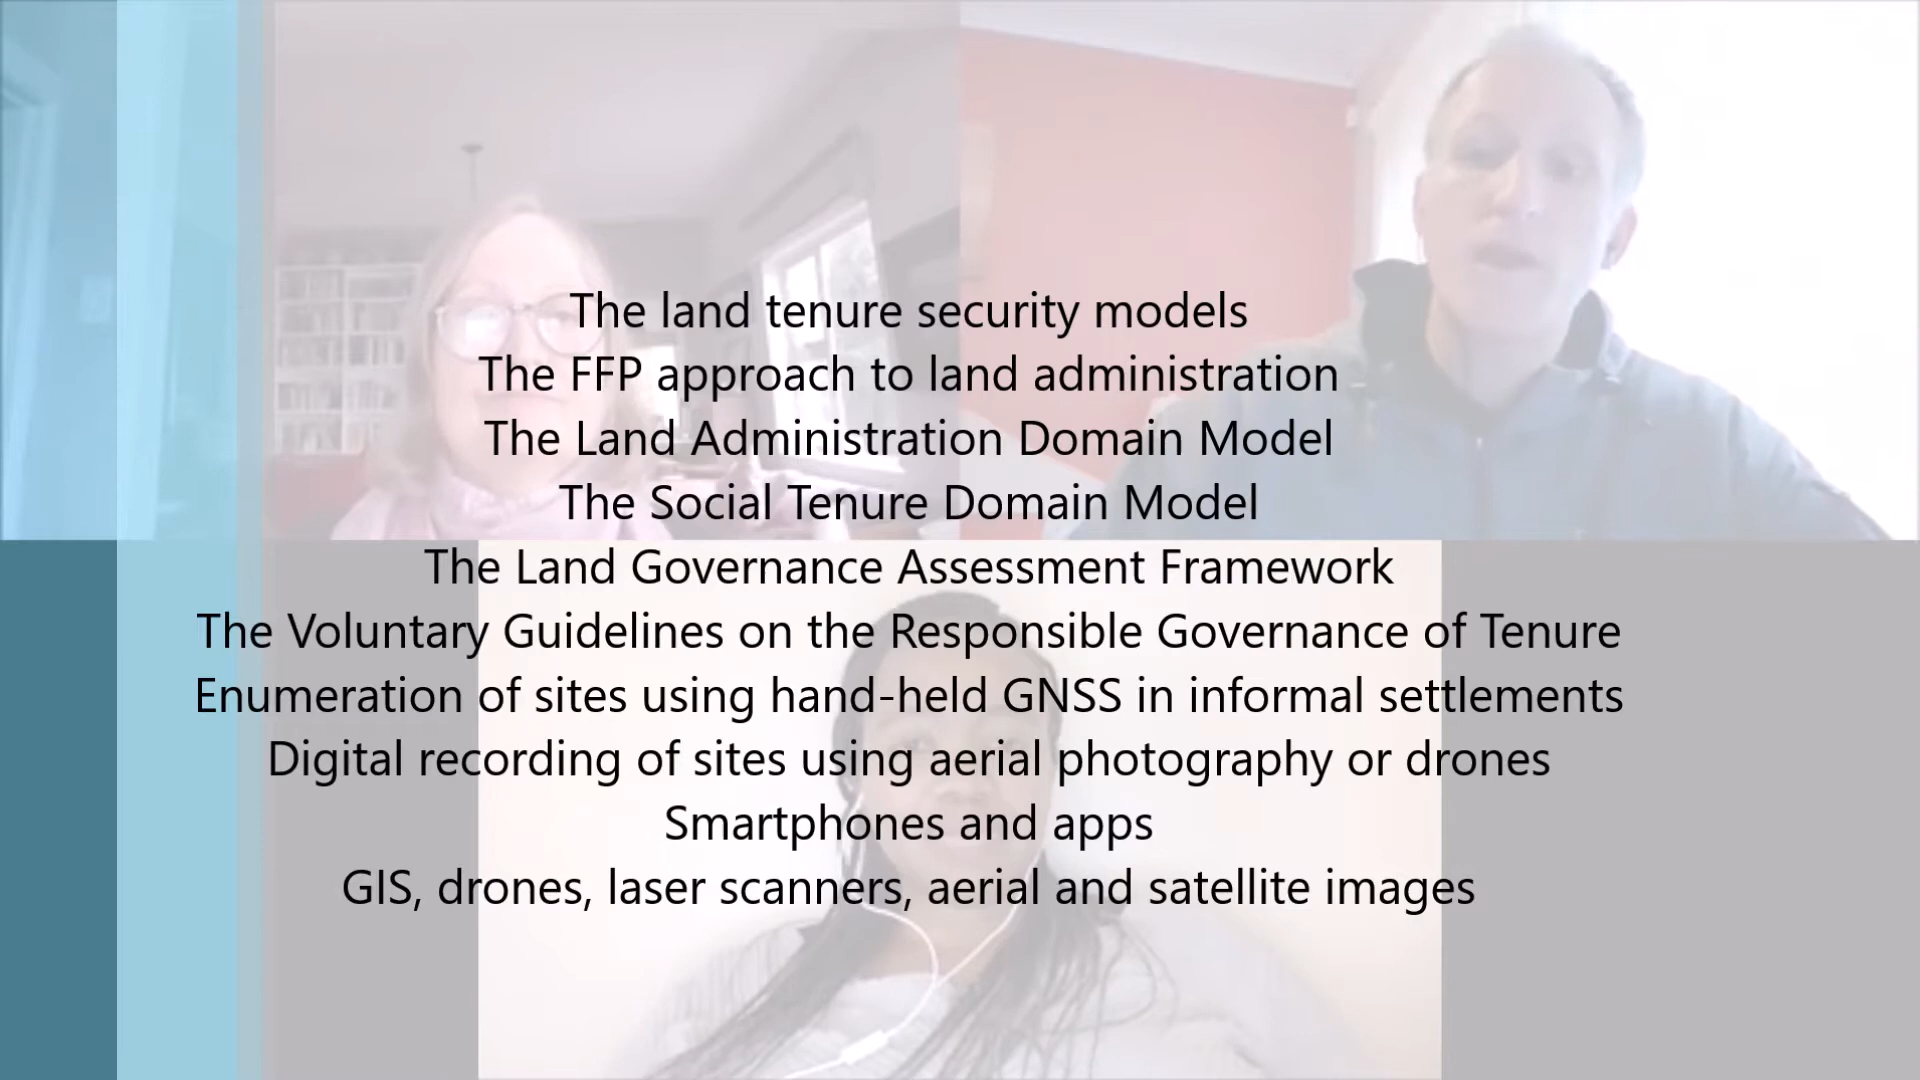 The land tenure security models
The FFP approach to land administration
The Land Administration Domain Model
The Social Tenure Domain Model
The Land Governance Assessment Framework
The Voluntary Guidelines on the Responsible Governance of Tenure
Enumeration of sites using hand-held GNSS in informal settlements
Digital recording of sites using aerial photography or drones
Smartphones and apps
GIS, drones, laser scanners, aerial and satellite images